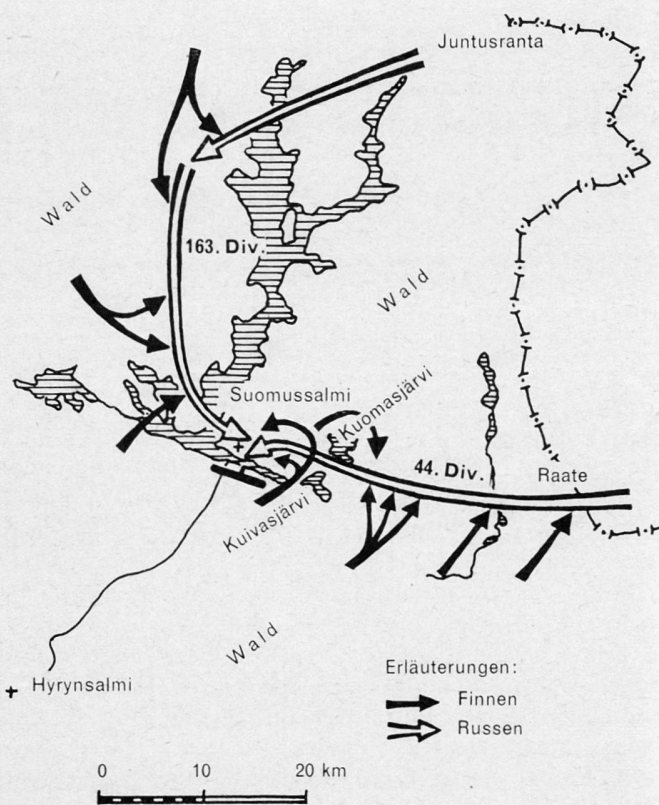 Juntusranta
Wald
163. Div.
Wald
Suomussalmi
Kuomasjärvi
44. Div.
Raate
Kuivasjärvi
Wald
Hyrynsalmi
Erläuterungen:
Finnen
Russen
0 10 20 km